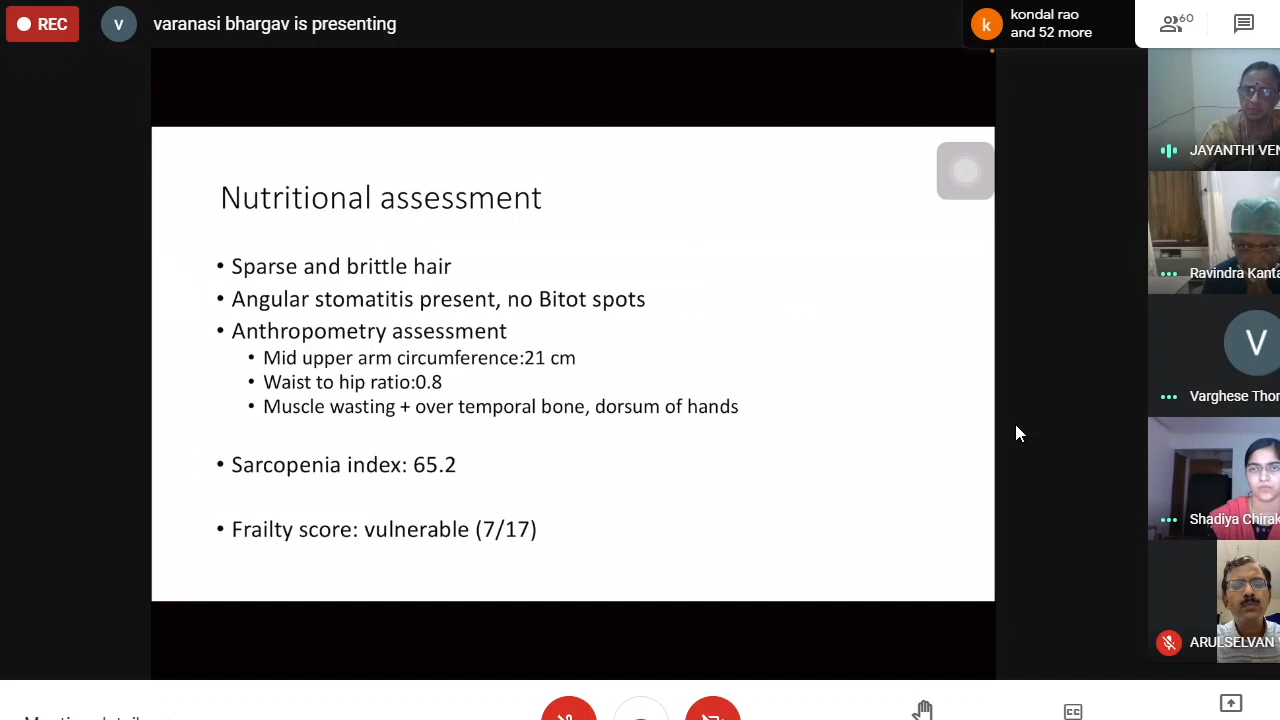 REC
V
varanasi bhargav is presenting
k
kondal rao
and 52 more
60
Nutritional assessment
• Sparse and brittle hair
• Angular stomatitis present, no Bitot spots
• Anthropometry assessment
• Mid upper arm circumference:21 cm
• Waist to hip ratio:0.8
• Muscle wasting + over temporal bone, dorsum of hands
• Sarcopenia index: 65.2
• Frailty score: vulnerable (7/17)
JAYANTHI VEN
Ravindra Kanta
V
Varghese Thor
Shadiya Chirak
ARULSELVAN V
CC